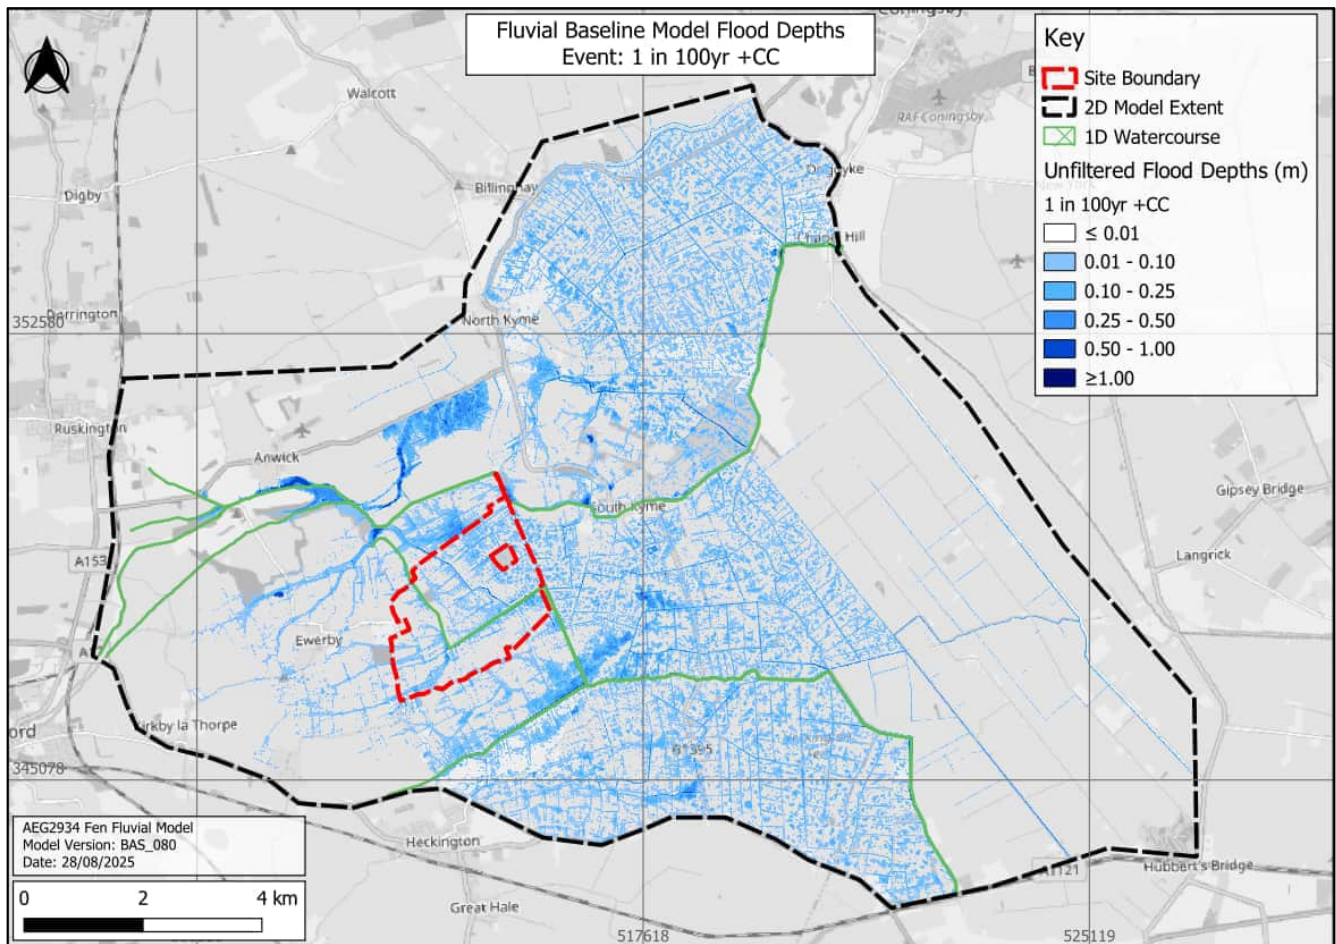 Fluvial Baseline Model Flood Depths
Event: 1 in 100yr +CC
Key
Site Boundary
2D Model Extent
1D Watercourse
Unfiltered Flood Depths (m)
1 in 100yr +CC
≤ 0.01
0.01 - 0.10
0.10 - 0.25
0.25 - 0.50
0.50 - 1.00
≥1.00
Walcott
RAF Coningsby
Digby
Billinghay
Chapel Hill
352580
North Kyme
Ruskington
Anwick
Gipsey Bridge
South Kyme
Langrick
A153
Ewerby
Kirkby la Thorpe
345078
Heckington
A1121
Hubbert's Bridge
Great Hale
517618
525119
AEG2934 Fen Fluvial Model
Model Version: BAS_080
Date: 28/08/2025
0 2 4 km